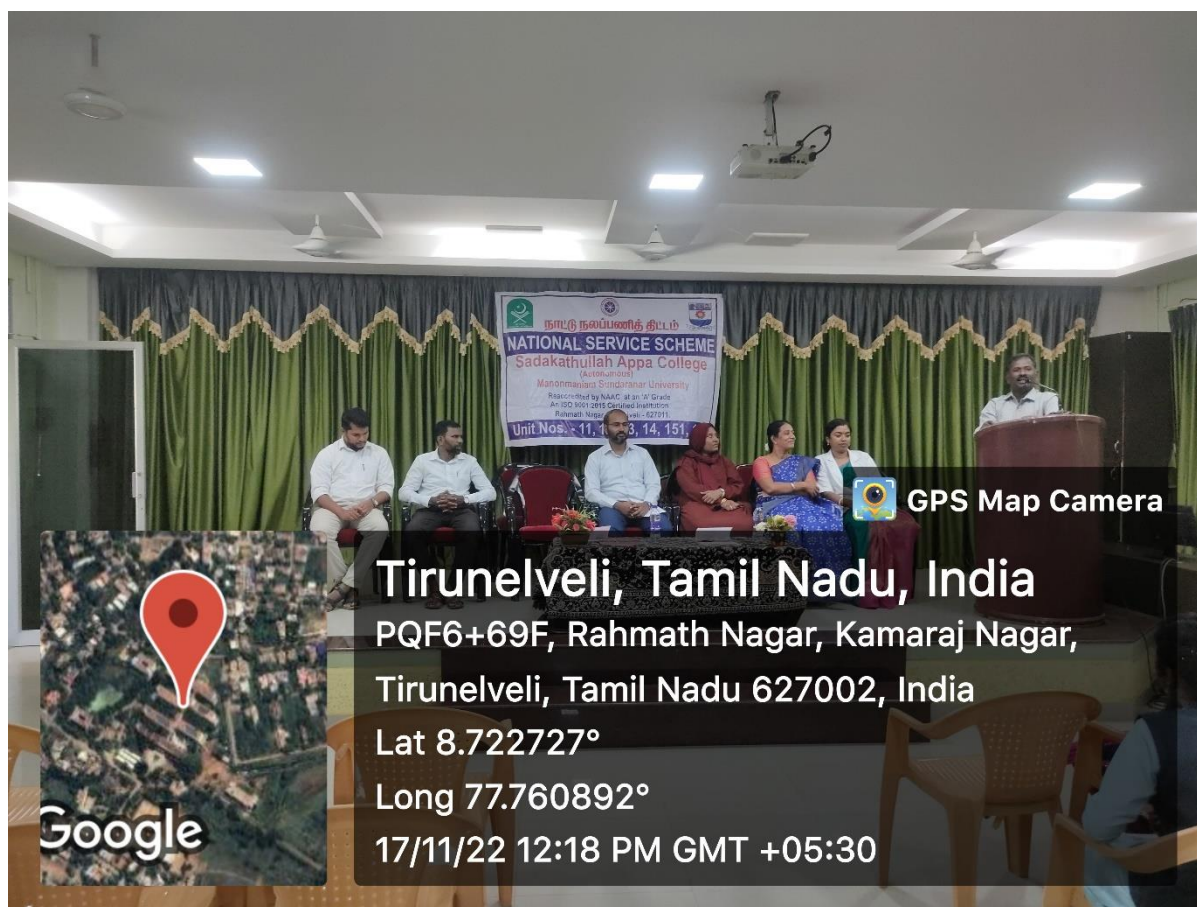 நாட்டு நலப்பணித் திட்டம்
NATIONAL SERVICE SCHEME
Sadakathullah Appa College
(Autonomous)
Manonmaniam Sundaranar University
Reaccredited by NAAC at an 'A' Grade
An ISO 9001:2015 Certified Institution
Rahmath Nagar, - 627011.
Unit Nos. - 11, 14, 151,
GPS Map Camera
Tirunelveli, Tamil Nadu, India
PQF6+69F, Rahmath Nagar, Kamaraj Nagar,
Tirunelveli, Tamil Nadu 627002, India
Lat 8.722727°
Long 77.760892°
17/11/22 12:18 PM GMT +05:30
Google